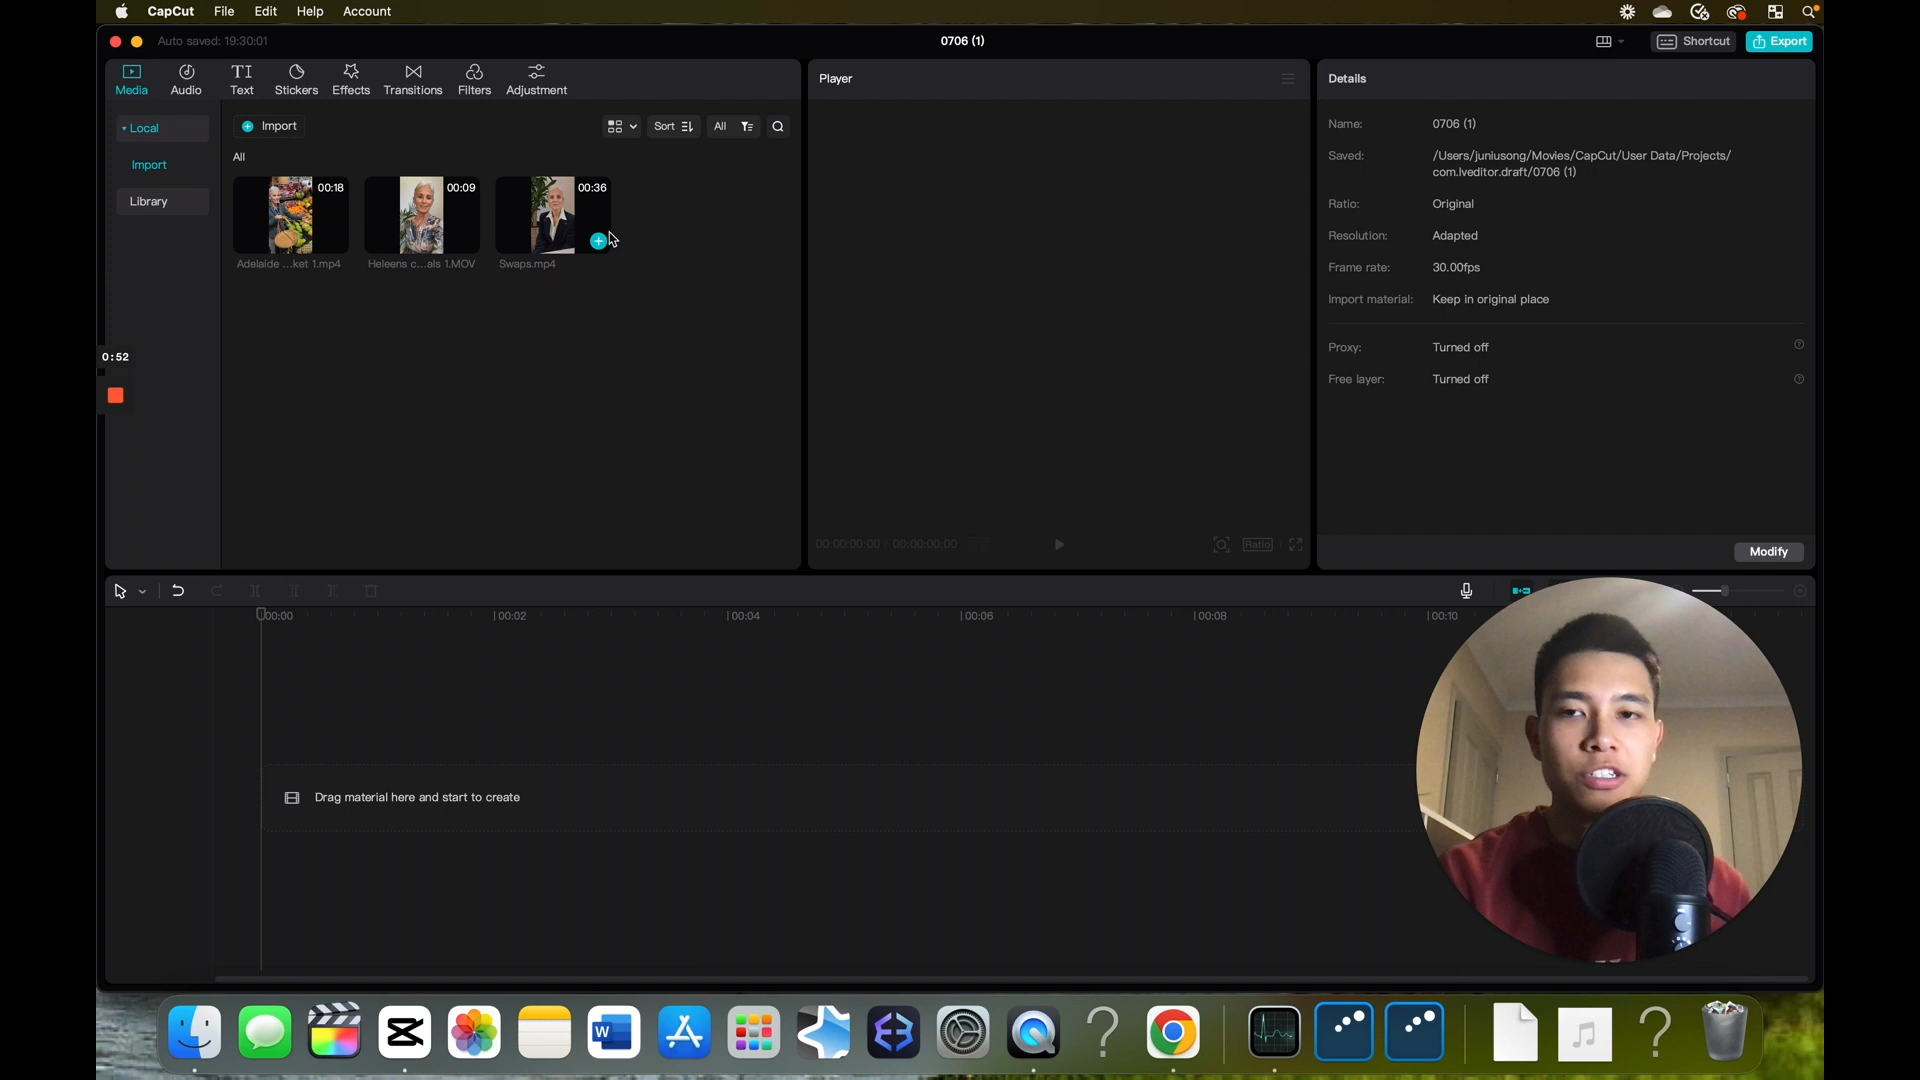 CapCut File Edit Help Account
Auto saved: 19:30:01
0706 (1)
Shortcut
Export
Media
Audio
TI
Text
Stickers
Effects
Transitions
Filters
Adjustment
Player
Details
Local
Import
Library
Import
Sort
All
All
00:18
00:09
00:36
Adelaide ...ket 1.mp4
Heleens c...als 1.MOV
Swaps.mp4
0:52
Name: 0706 (1)
Saved: /Users/juniusong/Movies/CapCut/User Data/Projects/
com.lveditor.draft/0706 (1)
Ratio: Original
Resolution: Adapted
Frame rate: 30.00fps
Import material: Keep in original place
Proxy: Turned off
Free layer: Turned off
00:00:00:00 / 00:00:00:00
Ratio
Modify
00:00
00:02
00:04
00:06
00:08
00:10
Drag material here and start to create
W